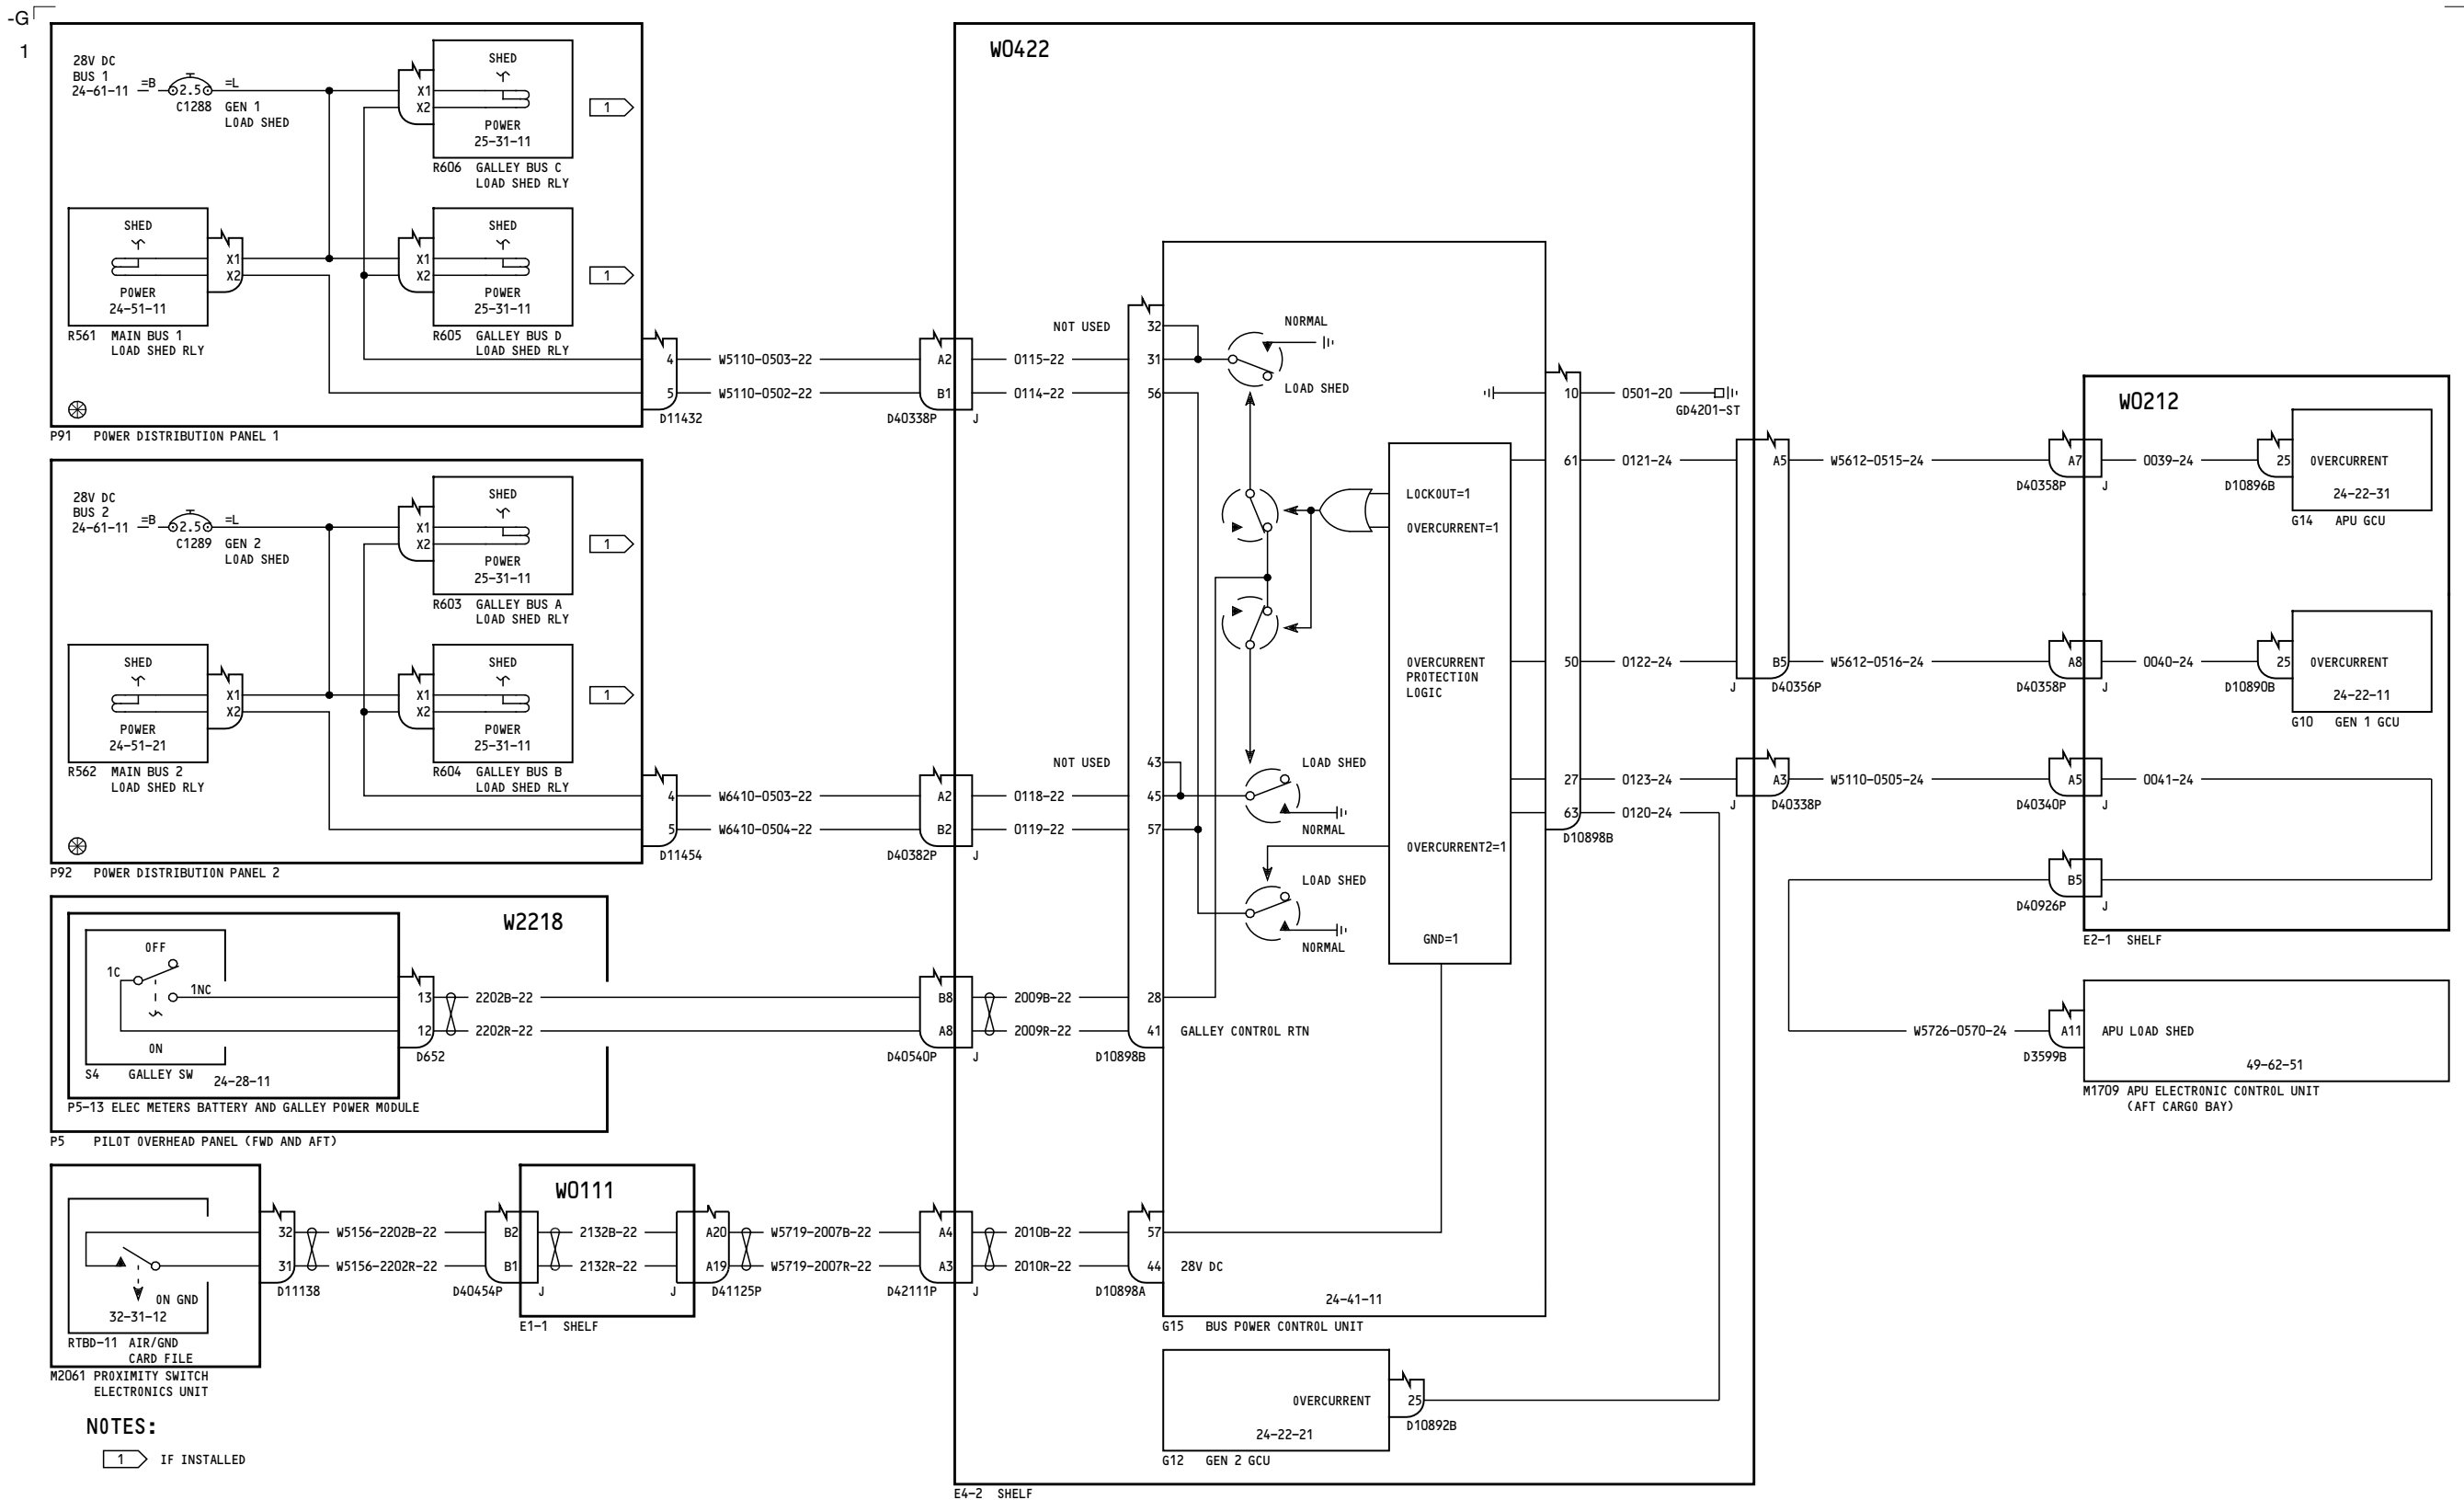 -G
1
28V DC
BUS 1
24-61-11
=B
2.5
=L
C1288
GEN 1
LOAD SHED
SHED
X1
X2
POWER
25-31-11
R606 GALLEY BUS C
LOAD SHED RLY
1
SHED
X1
X2
POWER
24-51-11
R561 MAIN BUS 1
LOAD SHED RLY
SHED
X1
X2
POWER
25-31-11
R605 GALLEY BUS D
LOAD SHED RLY
1
4
5
D11432
P91 POWER DISTRIBUTION PANEL 1
W5110-0503-22
W5110-0502-22
A2
B1
D40338P
J
28V DC
BUS 2
24-61-11
=B
2.5
=L
C1289
GEN 2
LOAD SHED
SHED
X1
X2
POWER
25-31-11
R603 GALLEY BUS A
LOAD SHED RLY
1
SHED
X1
X2
POWER
24-51-21
R562 MAIN BUS 2
LOAD SHED RLY
SHED
X1
X2
POWER
25-31-11
R604 GALLEY BUS B
LOAD SHED RLY
1
4
5
D11454
P92 POWER DISTRIBUTION PANEL 2
W6410-0503-22
W6410-0504-22
A2
B2
D40382P
J
W2218
OFF
1C
1NC
ON
S4 GALLEY SW
24-28-11
13
12
D652
P5-13 ELEC METERS BATTERY AND GALLEY POWER MODULE
P5 PILOT OVERHEAD PANEL (FWD AND AFT)
2202B-22
2202R-22
B8
A8
D40540P
J
ON GND
32-31-12
RTBD-11 AIR/GND
CARD FILE
M2061 PROXIMITY SWITCH
ELECTRONICS UNIT
32
31
D11138
W5156-2202B-22
W5156-2202R-22
B2
B1
D40454P
J
W0111
2132B-22
2132R-22
E1-1 SHELF
A20
A19
J
D41125P
W5719-2007B-22
W5719-2007R-22
A4
A3
D42111P
J
NOTES:
1 IF INSTALLED
W0422
NOT USED
0115-22
0114-22
32
31
56
NORMAL
LOAD SHED
LOCKOUT=1
OVERCURRENT=1
OVERCURRENT
PROTECTION
LOGIC
OVERCURRENT2=1
GND=1
NOT USED
0118-22
0119-22
43
45
57
LOAD SHED
NORMAL
LOAD SHED
NORMAL
2009B-22
2009R-22
28
41
D10898B
GALLEY CONTROL RTN
2010B-22
2010R-22
57
44
D10898A
28V DC
24-41-11
G15 BUS POWER CONTROL UNIT
OVERCURRENT
24-22-21
G12 GEN 2 GCU
25
D10892B
E4-2 SHELF
10
61
50
27
63
D10898B
0501-20
GD4201-ST
0121-24
0122-24
0123-24
0120-24
A5
B5
J
D40356P
A3
J
D40338P
W5612-0515-24
W5612-0516-24
W5110-0505-24
A7
D40358P
J
A8
D40358P
J
A5
D40340P
J
B5
D40926P
J
W0212
0039-24
25
D10896B
OVERCURRENT
24-22-31
G14 APU GCU
0040-24
25
D10890B
OVERCURRENT
24-22-11
G10 GEN 1 GCU
0041-24
E2-1 SHELF
W5726-0570-24
A11
D3599B
APU LOAD SHED
49-62-51
M1709 APU ELECTRONIC CONTROL UNIT
(AFT CARGO BAY)